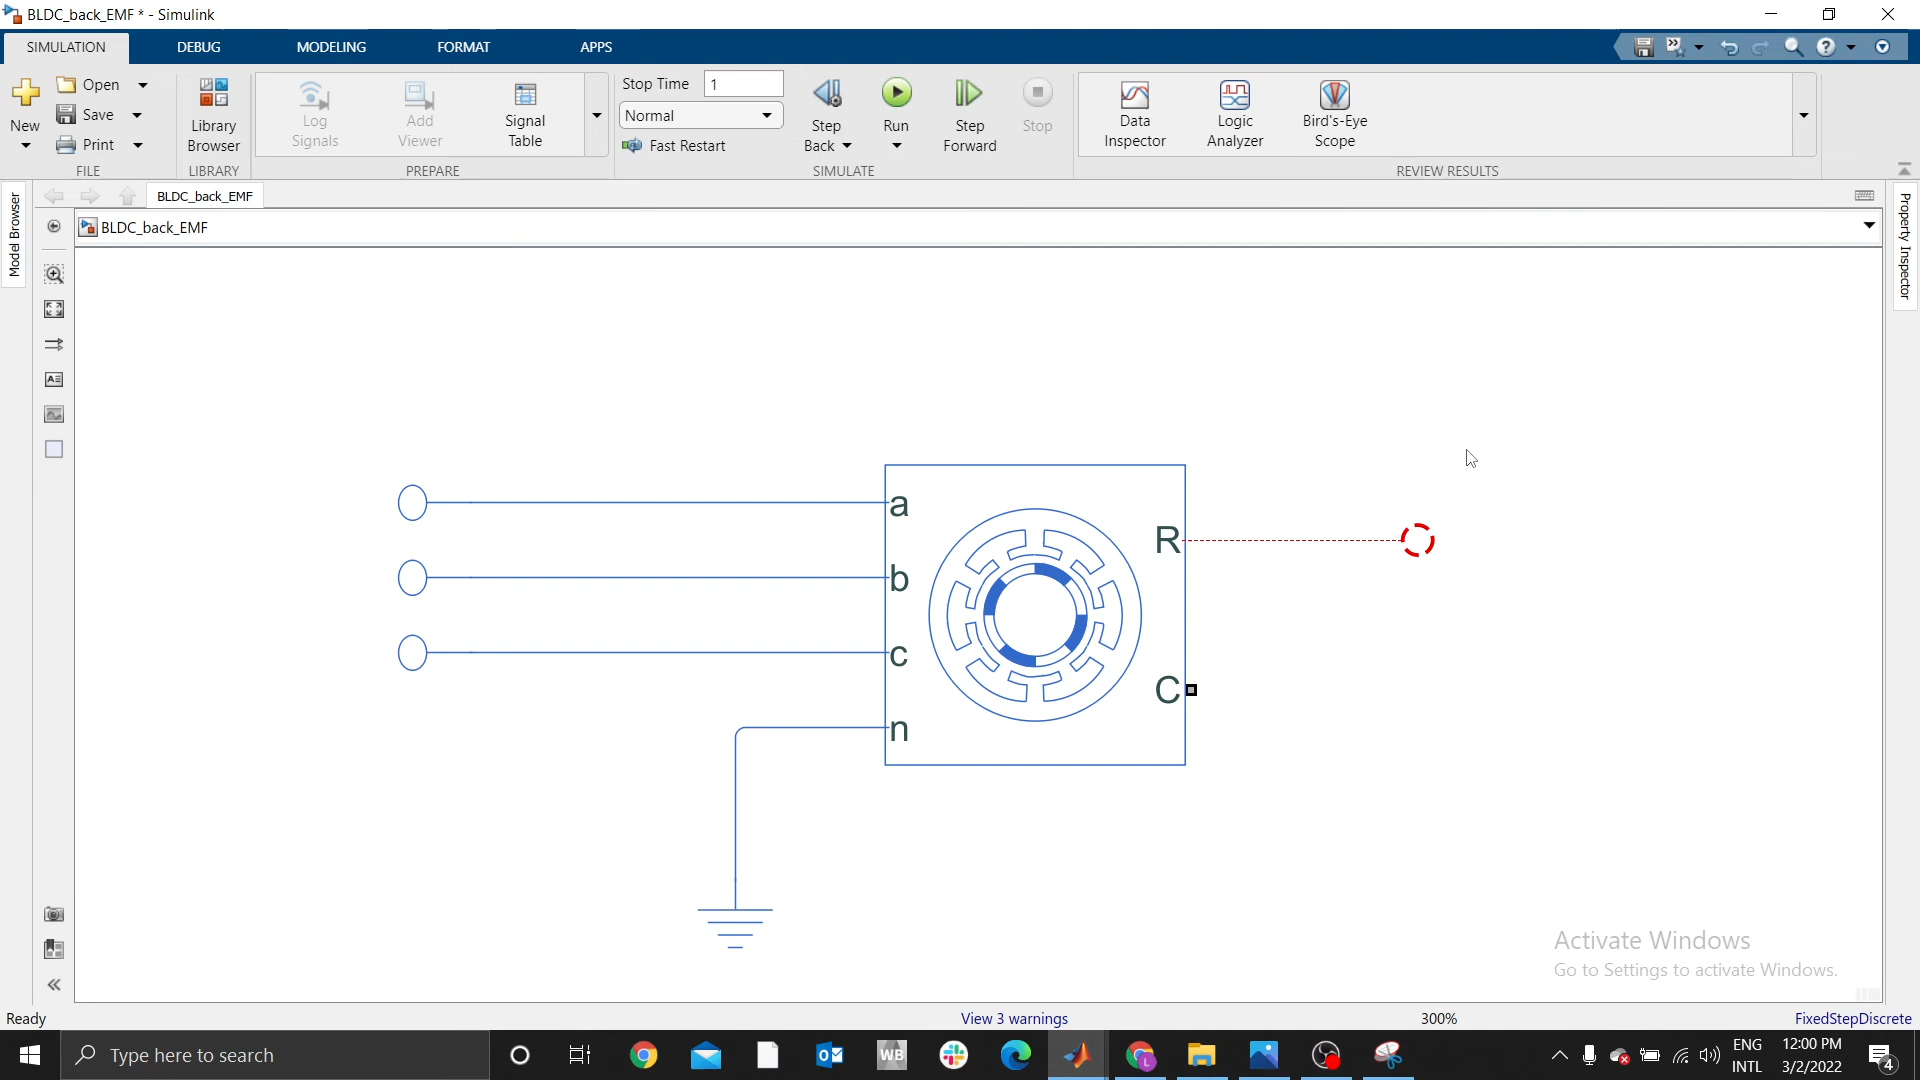 BLDC_back_EMF * - Simulink
SIMULATION
DEBUG
MODELING
FORMAT
APPS
New
Open
Save
Print
FILE
Library
Browser
LIBRARY
Log
Signals
Add
Viewer
Signal
Table
PREPARE
Stop Time
1
Normal
Fast Restart
Step
Back
Run
Step
Forward
Stop
SIMULATE
Data
Inspector
Logic
Analyzer
Bird's-Eye
Scope
REVIEW RESULTS
Model Browser
BLDC_back_EMF
BLDC_back_EMF
Property Inspector
a
b
c
n
R
C
Activate Windows
Go to Settings to activate Windows.
Ready
View 3 warnings
300%
FixedStepDiscrete
Type here to search
WB
ENG
INTL
12:00 PM
3/2/2022
4